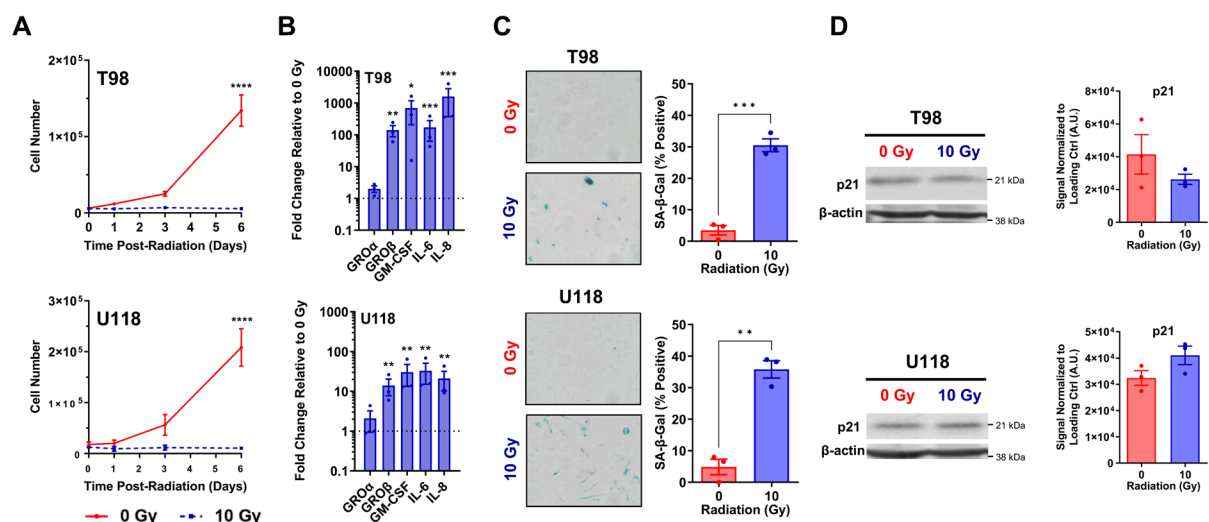 A
T98
2×10⁵
1×10⁵
0
Cell Number
****
0 1 2 3 4 5 6
Time Post-Radiation (Days)
U118
3×10⁵
2×10⁵
1×10⁵
0
Cell Number
****
0 1 2 3 4 5 6
Time Post-Radiation (Days)
0 Gy 10 Gy
B
T98
Fold Change Relative to 0 Gy
10000
1000
100
10
1
0.1
** * *** ***
GROα GROβ GM-CSF IL-6 IL-8
U118
Fold Change Relative to 0 Gy
1000
100
10
1
0.1
** ** ** **
GROα GROβ GM-CSF IL-6 IL-8
C
T98
0 Gy
10 Gy
SA-β-Gal (% Positive)
50
40
30
20
10
0
***
0 10
Radiation (Gy)
U118
0 Gy
10 Gy
SA-β-Gal (% Positive)
50
40
30
20
10
0
**
0 10
Radiation (Gy)
D
T98
0 Gy 10 Gy
p21
21 kDa
β-actin
38 kDa
p21
Signal Normalized to
Loading Ctrl (A.U.)
8×10⁴
6×10⁴
4×10⁴
2×10⁴
0
0 10
Radiation (Gy)
U118
0 Gy 10 Gy
p21
21 kDa
β-actin
38 kDa
p21
Signal Normalized to
Loading Ctrl (A.U.)
5×10⁴
4×10⁴
3×10⁴
2×10⁴
1×10⁴
0
0 10
Radiation (Gy)